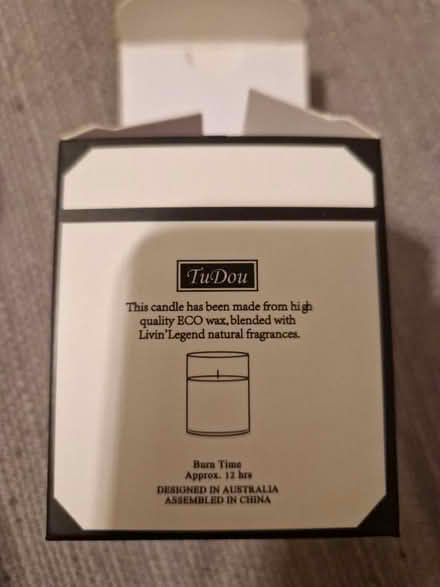 TuDou
This candle has been made from high
quality ECO wax, blended with
Livin'Legend natural fragrances.
Burn Time
Approx. 12 hrs
DESIGNED IN AUSTRALIA
ASSEMBLED IN CHINA